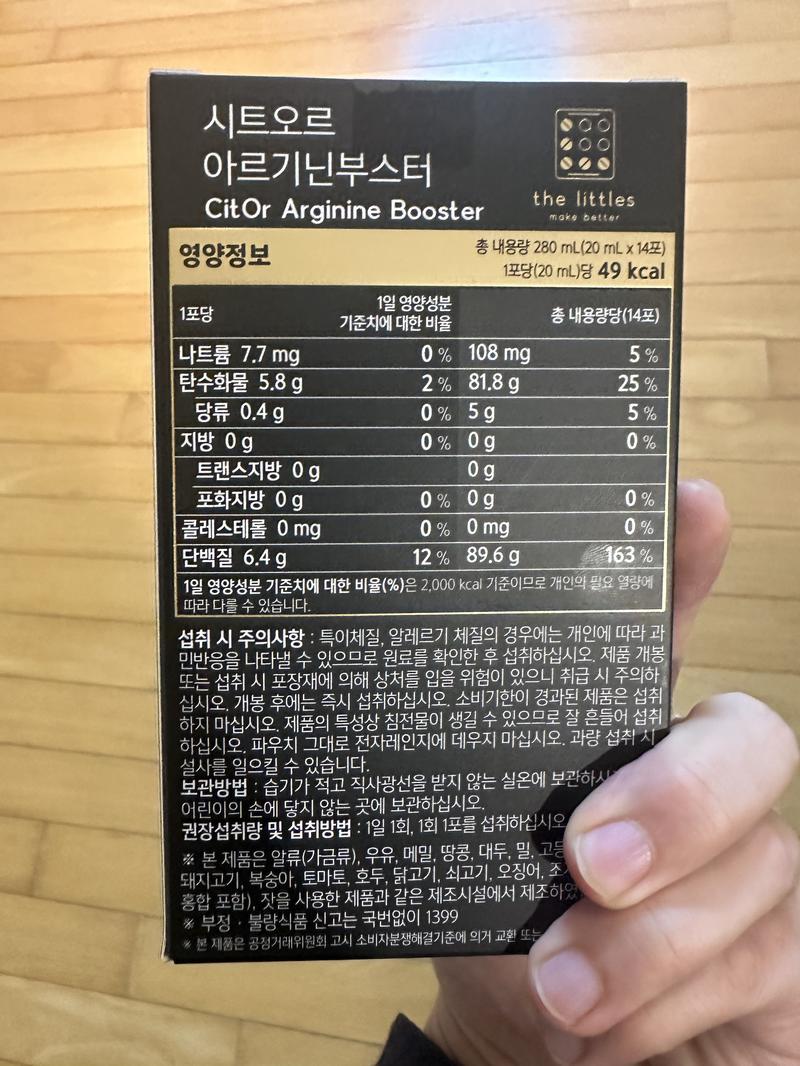 시트오르
아르기닌부스터
CitOr Arginine Booster
the littles
make better
영양정보
총 내용량 280 mL(20 mL x 14포)
1포당(20 mL)당 49 kcal
1포당 1일 영양성분 기준치에 대한 비율 총 내용량당(14포)
나트륨 7.7 mg 0 % 108 mg 5 %
탄수화물 5.8 g 2 % 81.8 g 25 %
당류 0.4 g 0 % 5 g 5 %
지방 0 g 0 % 0 g 0 %
트랜스지방 0 g 0 g
포화지방 0 g 0 % 0 g 0 %
콜레스테롤 0 mg 0 % 0 mg 0 %
단백질 6.4 g 12 % 89.6 g 163 %
1일 영양성분 기준치에 대한 비율(%)은 2,000 kcal 기준이므로 개인의 필요 열량에
따라 다를 수 있습니다.
섭취 시 주의사항 : 특이체질, 알레르기 체질의 경우에는 개인에 따라 과
민반응을 나타낼 수 있으므로 원료를 확인한 후 섭취하십시오. 제품 개봉
또는 섭취 시 포장재에 의해 상처를 입을 위험이 있으니 취급 시 주의하
십시오. 개봉 후에는 즉시 섭취하십시오. 소비기한이 경과된 제품은 섭취
하지 마십시오. 제품의 특성상 침전물이 생길 수 있으므로 잘 흔들어 섭취
하십시오. 파우치 그대로 전자레인지에 데우지 마십시오. 과량 섭취 시
설사를 일으킬 수 있습니다.
보관방법 : 습기가 적고 직사광선을 받지 않는 실온에 보관하시
어린이의 손에 닿지 않는 곳에 보관하십시오.
권장섭취량 및 섭취방법 : 1일 1회, 1회 1포를 섭취하십시오
※ 본 제품은 알류(가금류), 우유, 메밀, 땅콩, 대두, 밀, 고등
돼지고기, 복숭아, 토마토, 호두, 닭고기, 쇠고기, 오징어, 조
홍합 포함), 잣을 사용한 제품과 같은 제조시설에서 제조하였
※ 부정 · 불량식품 신고는 국번없이 1399
※ 본 제품은 공정거래위원회 고시 소비자분쟁해결기준에 의거 교환 또는